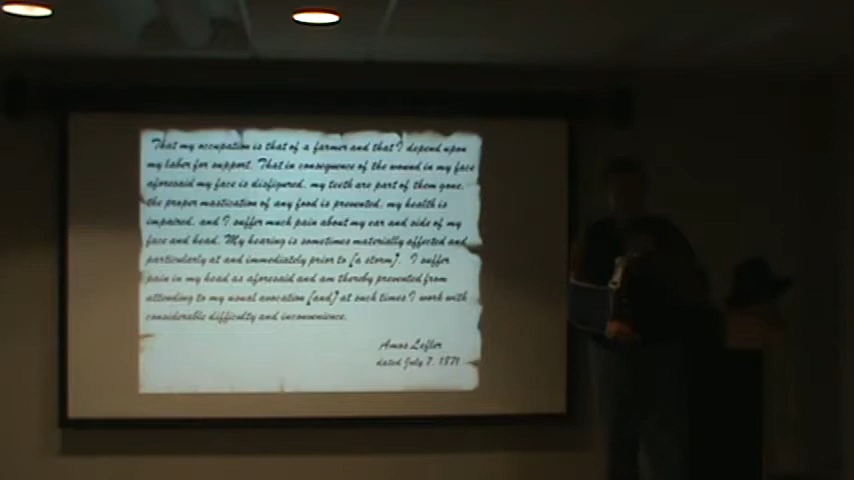 That my occupation is that of a farmer and that I depend upon
my labor for support. That in consequence of the wound in my face
aforesaid my face is disfigured, my teeth are part of them gone,
the proper mastication of any food is prevented, my health is
impaired, and I suffer much pain about my ear and side of my
face and head. My hearing is sometimes materially affected and
particularly at and immediately prior to [a storm]. I suffer
pain in my head as aforesaid and am thereby prevented from
attending to my usual avocation [and] at such times I work with
considerable difficulty and inconvenience.
Amos Lefler
dated July 7, 1871